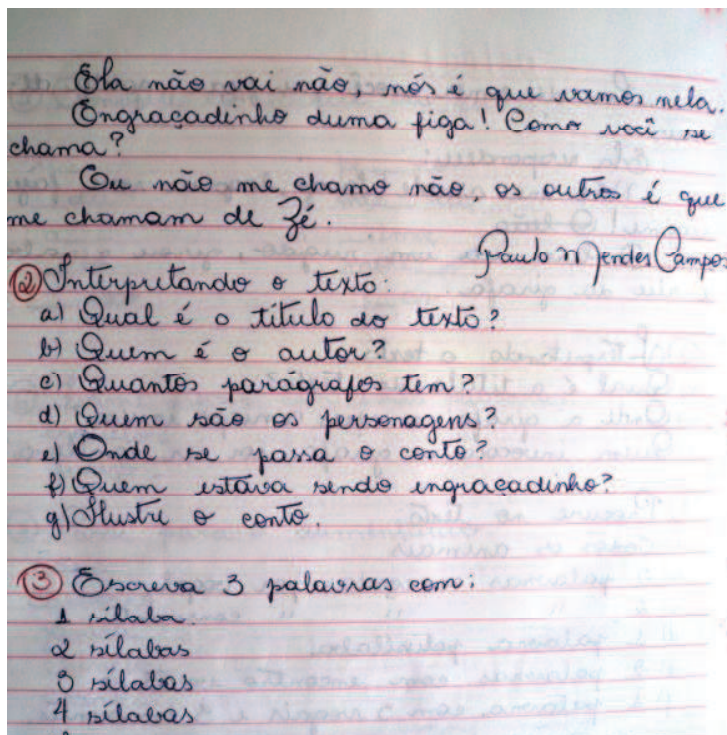 Ela não vai não, nós é que vamos nela.
Engraçadinho duma figa! Como você se
chama?
Eu não me chamo não, os outros é que
me chamam de Zé.
Paulo Mendes Campos
② Interpretando o texto:
a) Qual é o título do texto?
b) Quem é o autor?
c) Quantos parágrafos tem?
d) Quem são os personagens?
e) Onde se passa o conto?
f) Quem estava sendo engraçadinho?
g) Ilustre o conto.
③ Escreva 3 palavras com:
1 sílaba
2 sílabas
3 sílabas
4 sílabas